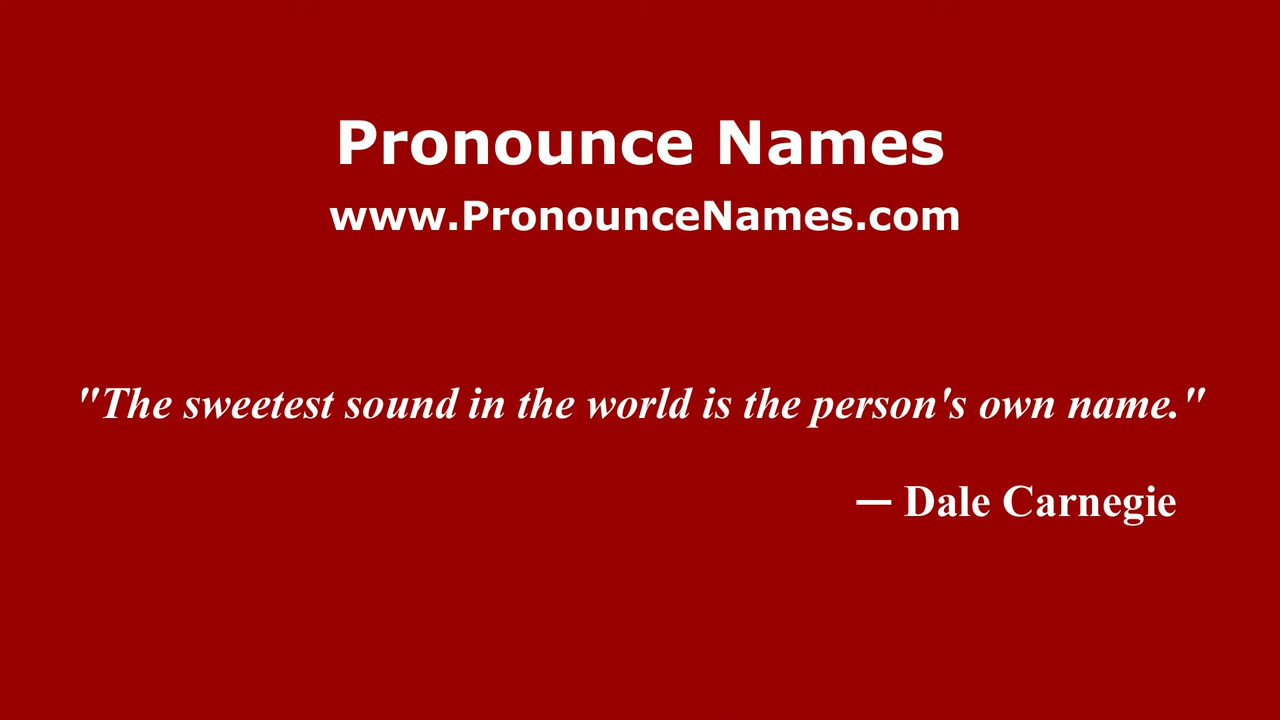 Pronounce Names
www.PronounceNames.com
"The sweetest sound in the world is the person's own name."
— Dale Carnegie